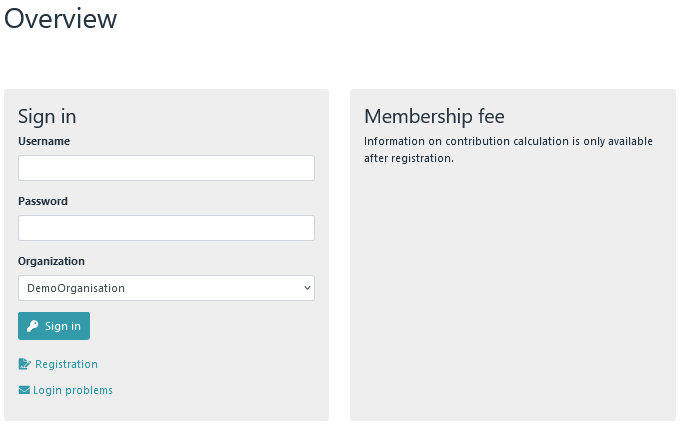 Overview
Sign in
Username
Password
Organization
DemoOrganisation
Sign in
Registration
Login problems
Membership fee
Information on contribution calculation is only available
after registration.